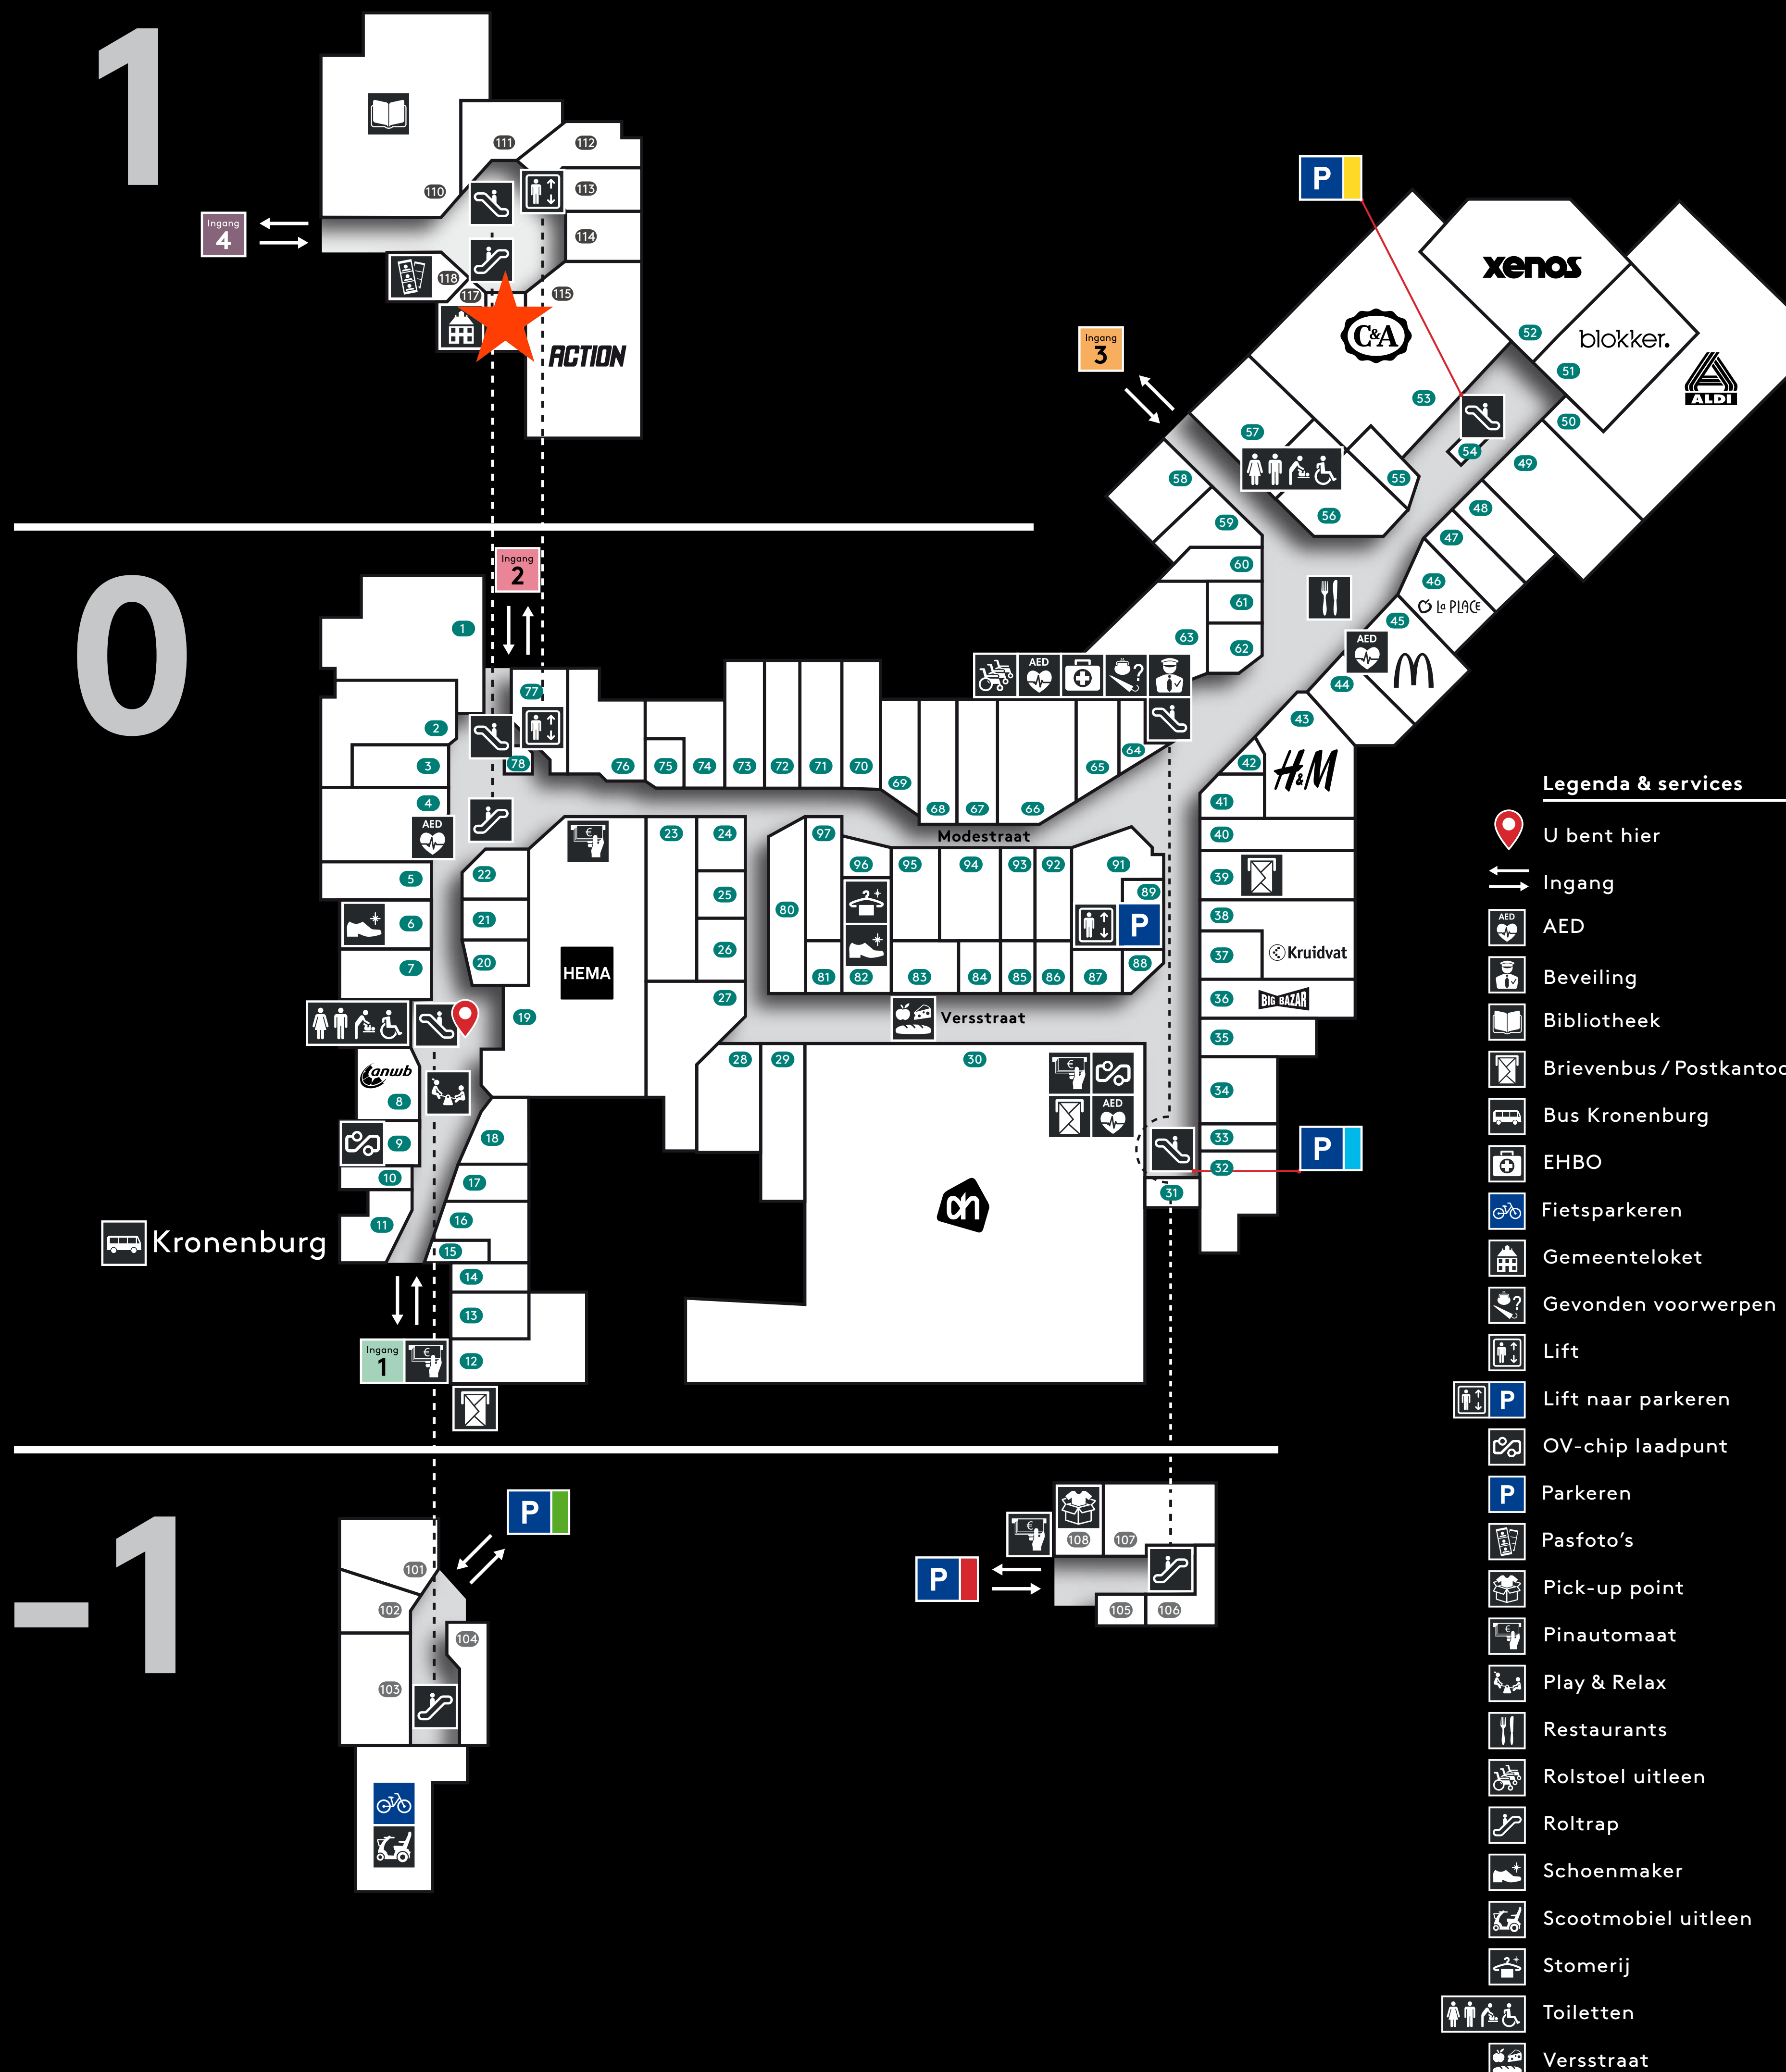 1
111
112
110
113
Ingang
4
114
118
117
115
ACTION
P
xenos
C&A
52
blokker.
Ingang
3
51
ALDI
53
50
57
54
49
58
55
48
56
59
47
0
Ingang
2
60
46
La PLACE
61
45
1
63
AED
62
44
77
AED
?
43
2
78
3
76
75
74
73
72
71
70
69
65
64
42
H&M
4
68
67
66
41
AED
€
23
24
97
Modestraat
40
5
22
96
95
94
93
92
91
39
25
89
6
21
80
P
38
26
7
20
HEMA
81
82
83
84
85
86
87
88
37
Kruidvat
27
36
BIG BAZAR
19
Versstraat
35
anwb
28
29
30
€
8
34
AED
9
18
33
P
10
17
32
31
ah
11
16
Kronenburg
15
14
13
Ingang
1
€
12
-1
P
101
102
104
103
€
108
107
P
105
106
Legenda & services
U bent hier
Ingang
AED
AED
Beveiling
Bibliotheek
Brievenbus / Postkantoo
Bus Kronenburg
EHBO
Fietsparkeren
Gemeenteloket
? Gevonden voorwerpen
Lift
P Lift naar parkeren
OV-chip laadpunt
P Parkeren
Pasfoto's
Pick-up point
€ Pinautomaat
Play & Relax
Restaurants
Rolstoel uitleen
Roltrap
Schoenmaker
Scootmobiel uitleen
Stomerij
Toiletten
Versstraat